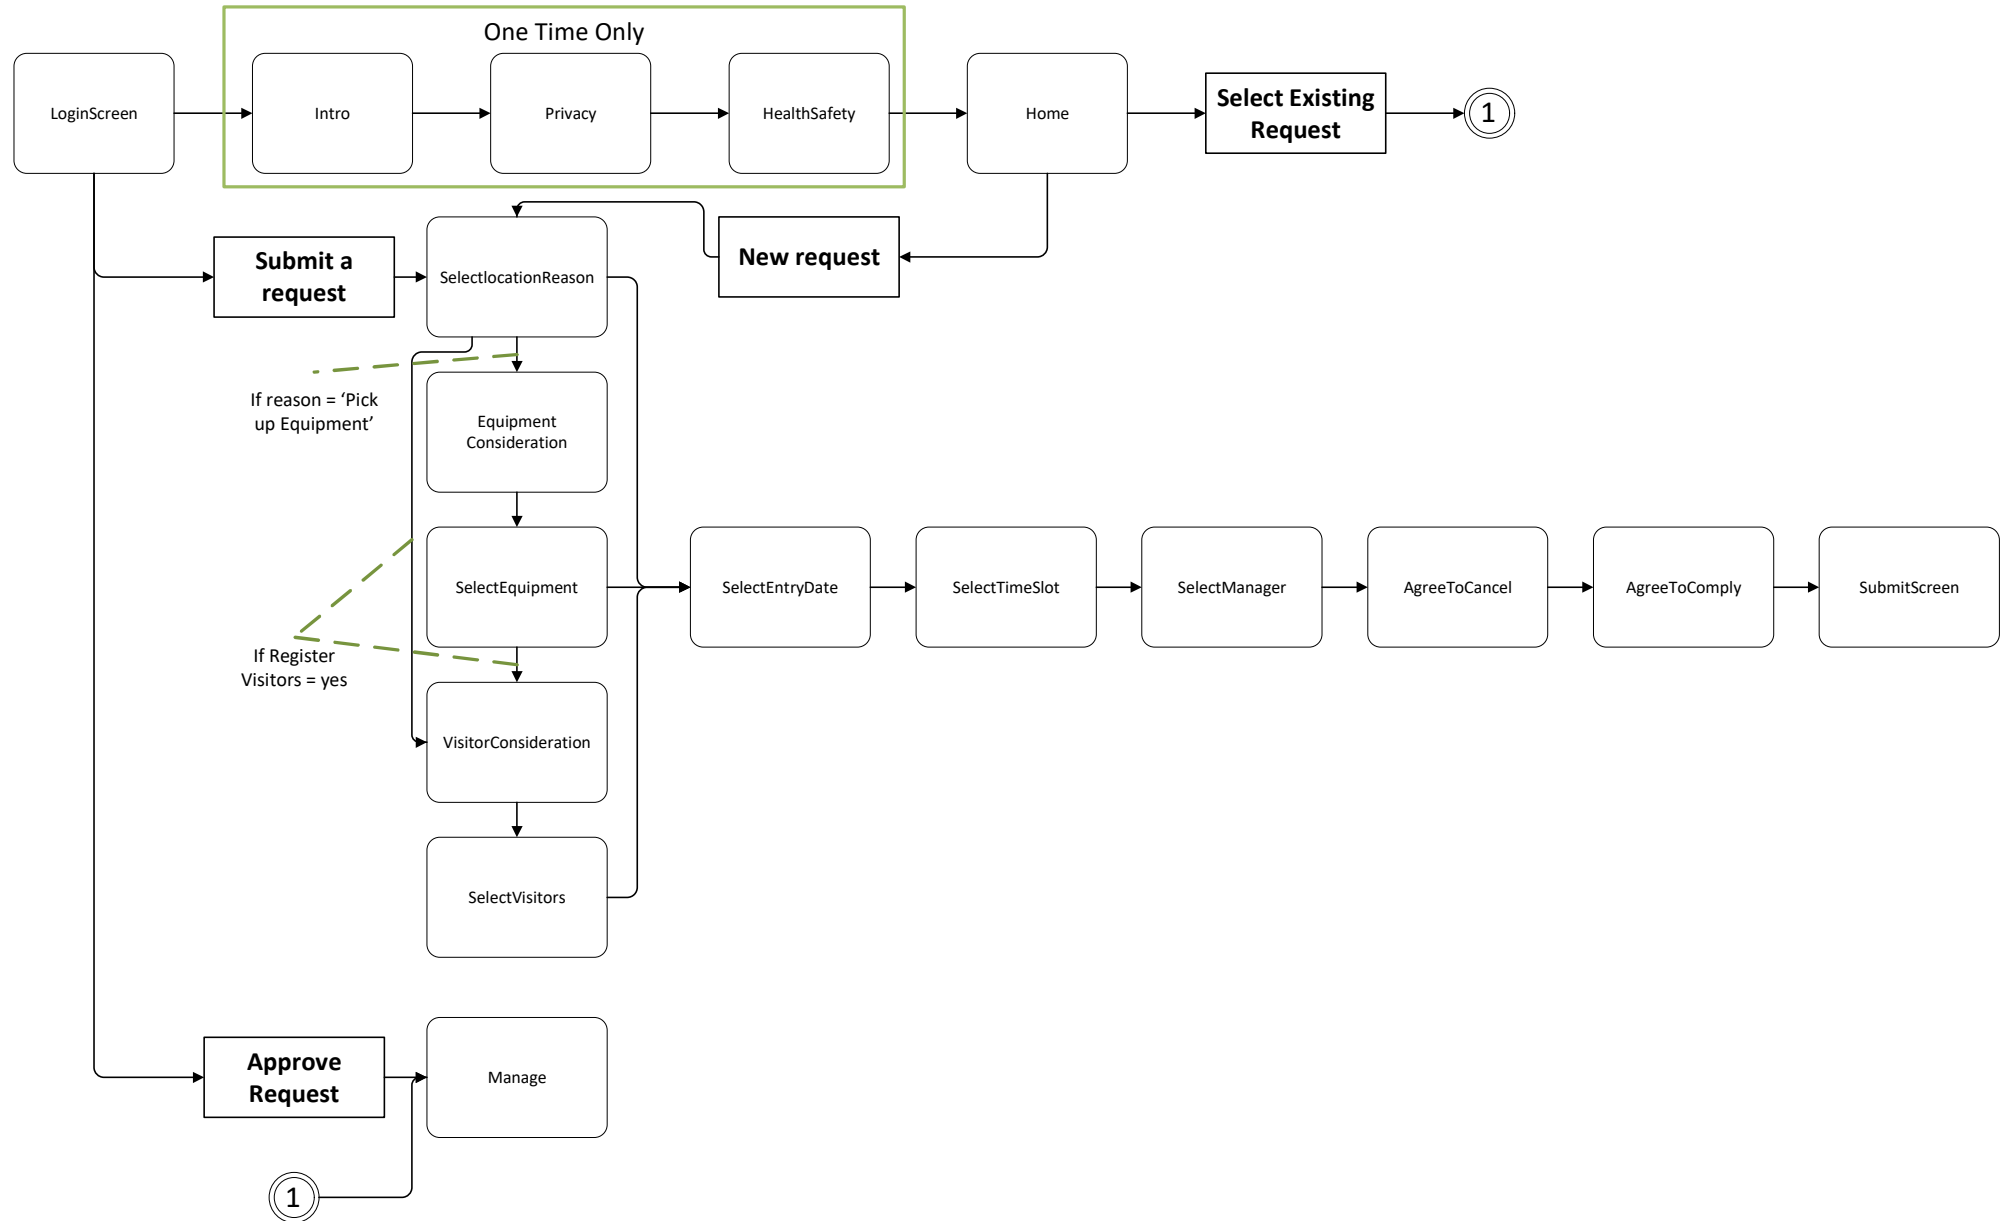 One Time Only
LoginScreen
Intro
Privacy
HealthSafety
Home
Select Existing
Request
1
Submit a
request
SelectlocationReason
New request
If reason = ‘Pick
up Equipment’
Equipment
Consideration
SelectEquipment
SelectEntryDate
SelectTimeSlot
SelectManager
AgreeToCancel
AgreeToComply
SubmitScreen
If Register
Visitors = yes
VisitorConsideration
SelectVisitors
Approve
Request
Manage
1